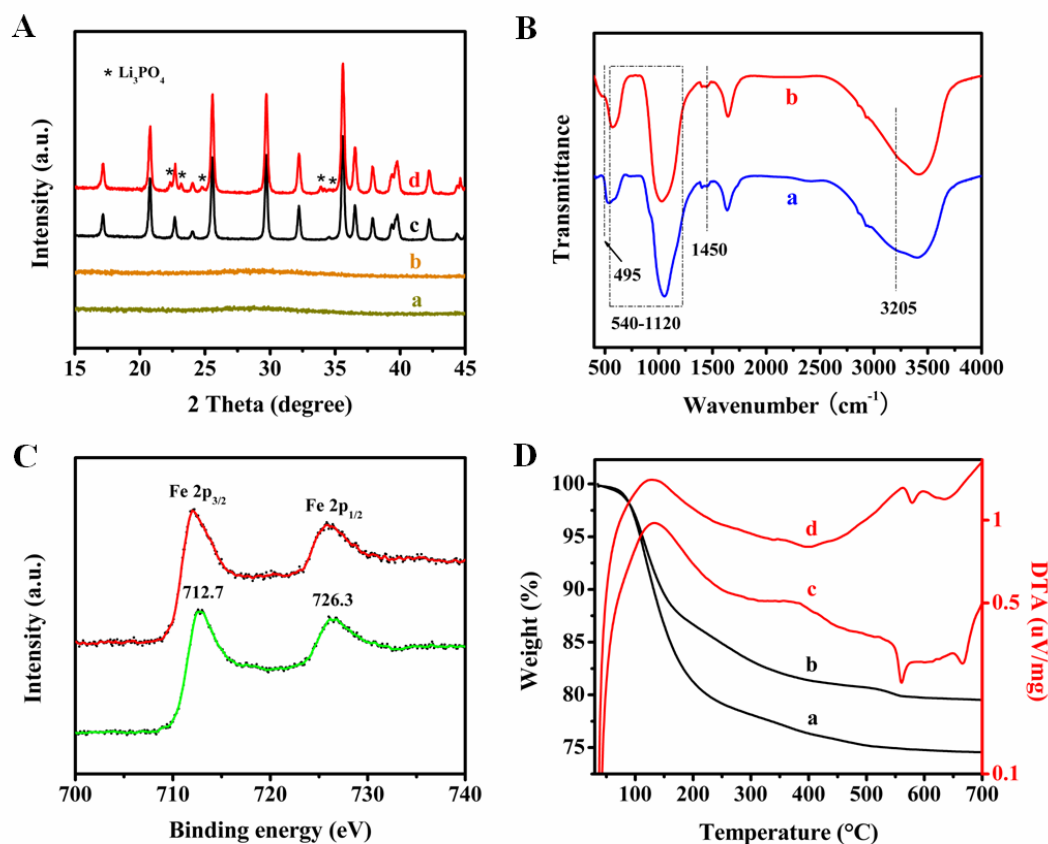 A
* Li₃PO₄
Intensity (a.u.)
d
c
b
a
15 20 25 30 35 40 45
2 Theta (degree)
B
Transmittance
b
a
495
1450
540-1120
3205
500 1000 1500 2000 2500 3000 3500 4000
Wavenumber (cm⁻¹)
C
Intensity (a.u.)
Fe 2p₃/₂
Fe 2p₁/₂
712.7
726.3
700 710 720 730 740
Binding energy (eV)
D
Weight (%)
100
95
90
85
80
75
d
c
b
a
1
0.5
0.1
DTA (uV/mg)
100 200 300 400 500 600 700
Temperature (°C)